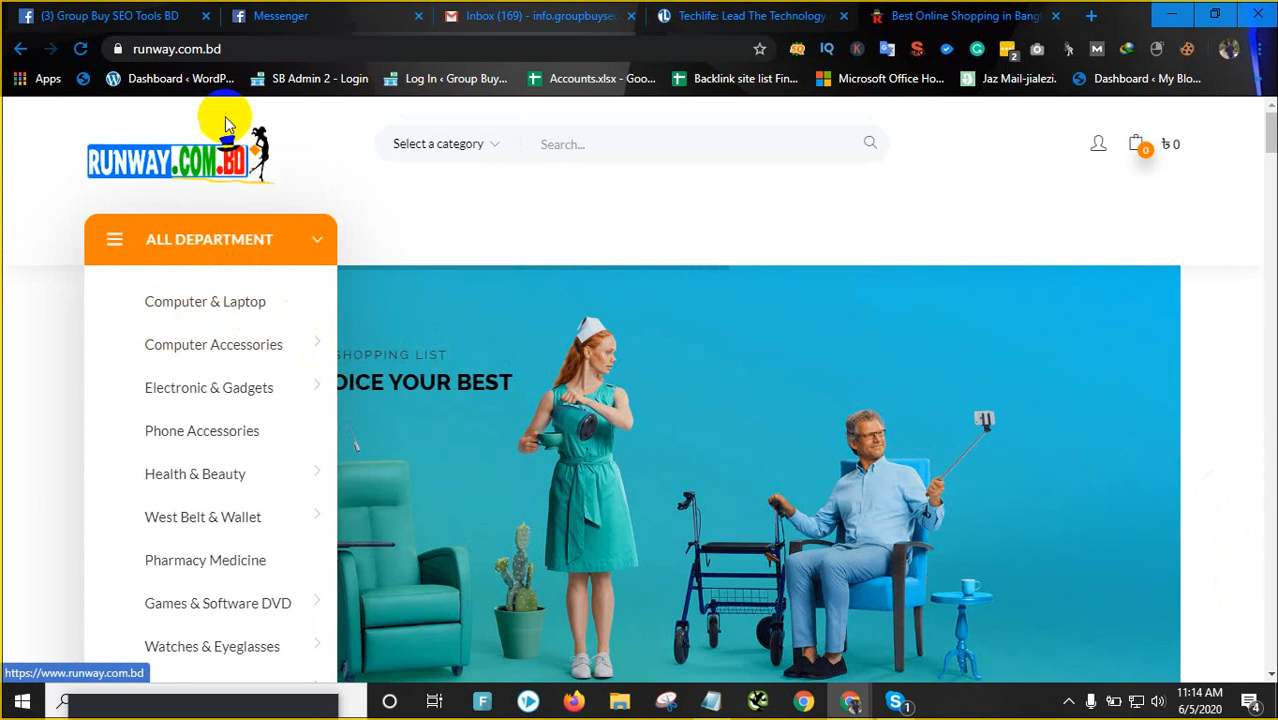 (3) Group Buy SEO Tools BD
Messenger
Inbox (169) - info.groupbuyse
Techlife: Lead The Technology
Best Online Shopping in Bang
runway.com.bd
2
Apps
Dashboard ‹ WordP...
SB Admin 2 - Login
Log In ‹ Group Buy...
Accounts.xlsx - Goo...
Backlink site list Fin...
Microsoft Office Ho...
Jaz Mail-jialezi.
Dashboard ‹ My Blo...
RUNWAY.COM.BD
Select a category
Search...
0
৳ 0
ALL DEPARTMENT
Computer & Laptop
Computer Accessories
Electronic & Gadgets
Phone Accessories
Health & Beauty
West Belt & Wallet
Pharmacy Medicine
Games & Software DVD
Watches & Eyeglasses
SHOPPING LIST
OICE YOUR BEST
https://www.runway.com.bd
1
11:14 AM
6/5/2020
4